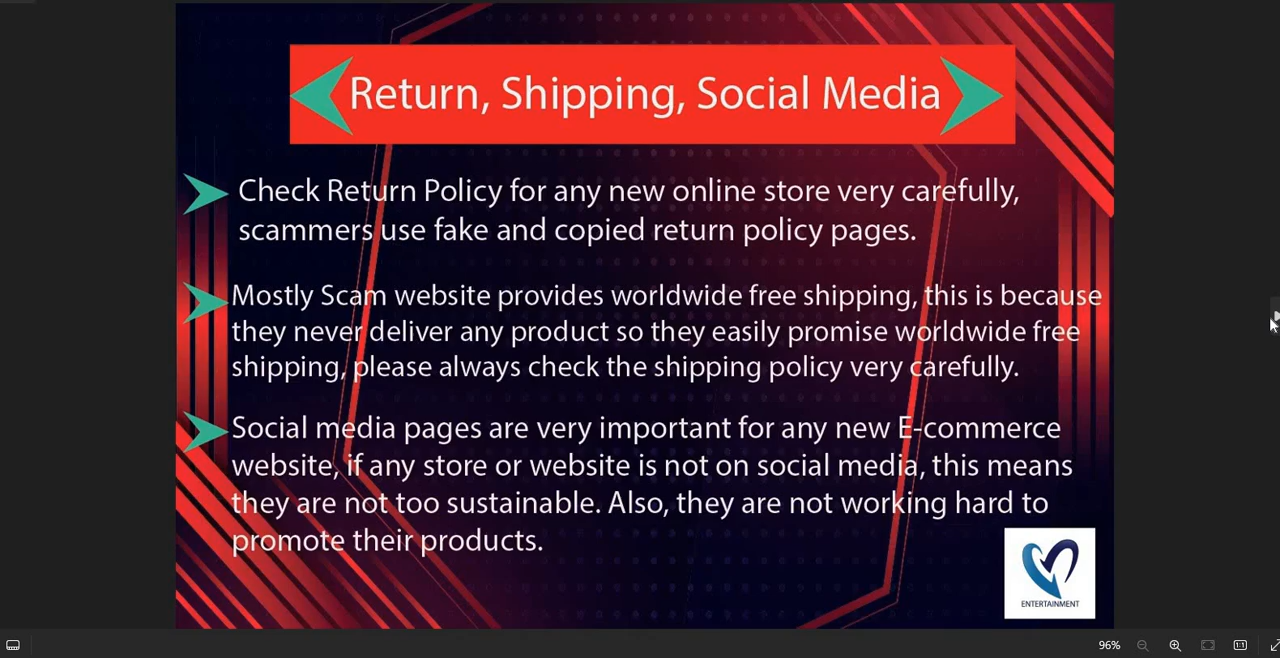 Return, Shipping, Social Media
Check Return Policy for any new online store very carefully,
scammers use fake and copied return policy pages.
Mostly Scam website provides worldwide free shipping, this is because
they never deliver any product so they easily promise worldwide free
shipping, please always check the shipping policy very carefully.
Social media pages are very important for any new E-commerce
website, if any store or website is not on social media, this means
they are not too sustainable. Also, they are not working hard to
promote their products.
ENTERTAINMENT
96%
1:1